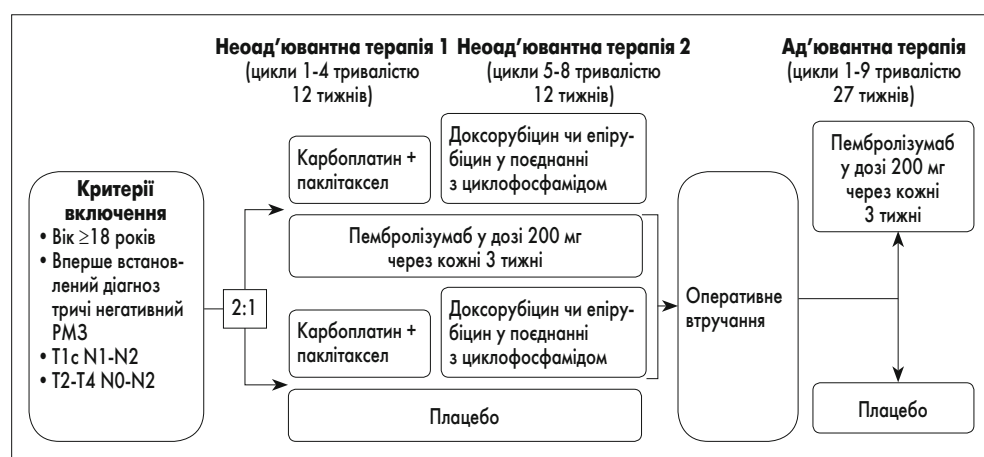 Неоад’ювантна терапія 1
(цикли 1-4 тривалістю
12 тижнів)
Неоад’ювантна терапія 2
(цикли 5-8 тривалістю
12 тижнів)
Ад’ювантна терапія
(цикли 1-9 тривалістю
27 тижнів)
Критерії
включення
• Вік ≥18 років
• Вперше встанов-
лений діагноз
тричі негативний
РМЗ
• T1c N1-N2
• T2-T4 N0-N2
2:1
Карбоплатин +
паклітаксел
Доксорубіцин чи епіру-
біцин у поєднанні
з циклофосфамідом
Пембролізумаб у дозі 200 мг
через кожні 3 тижні
Карбоплатин +
паклітаксел
Доксорубіцин чи епіру-
біцин у поєднанні
з циклофосфамідом
Плацебо
Оперативне
втручання
Пембролізумаб
у дозі 200 мг
через кожні
3 тижні
Плацебо